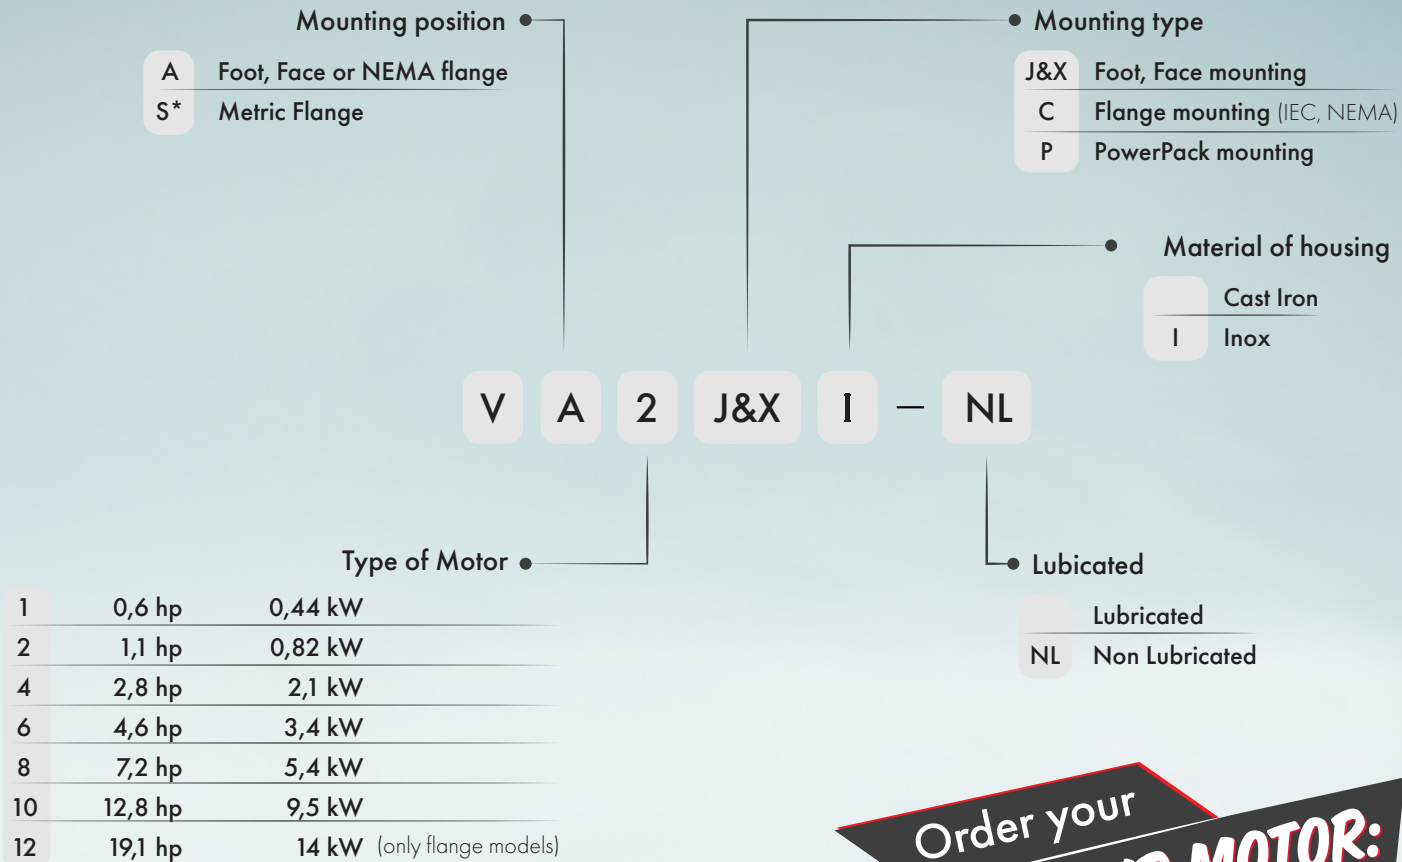 Mounting position
A Foot, Face or NEMA flange
S* Metric Flange
Mounting type
J&X Foot, Face mounting
C Flange mounting (IEC, NEMA)
P PowerPack mounting
Material of housing
Cast Iron
I Inox
V A 2 J&X I – NL
Type of Motor
1 0,6 hp 0,44 kW
2 1,1 hp 0,82 kW
4 2,8 hp 2,1 kW
6 4,6 hp 3,4 kW
8 7,2 hp 5,4 kW
10 12,8 hp 9,5 kW
12 19,1 hp 14 kW (only flange models)
Lubicated
Lubricated
NL Non Lubricated
Order your
MOTOR: